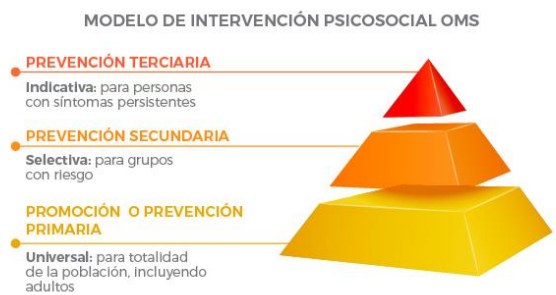 MODELO DE INTERVENCIÓN PSICOSOCIAL OMS
PREVENCIÓN TERCIARIA
Indicativa: para personas
con síntomas persistentes
PREVENCIÓN SECUNDARIA
Selectiva: para grupos
con riesgo
PROMOCIÓN O PREVENCIÓN
PRIMARIA
Universal: para totalidad
de la población, incluyendo
adultos